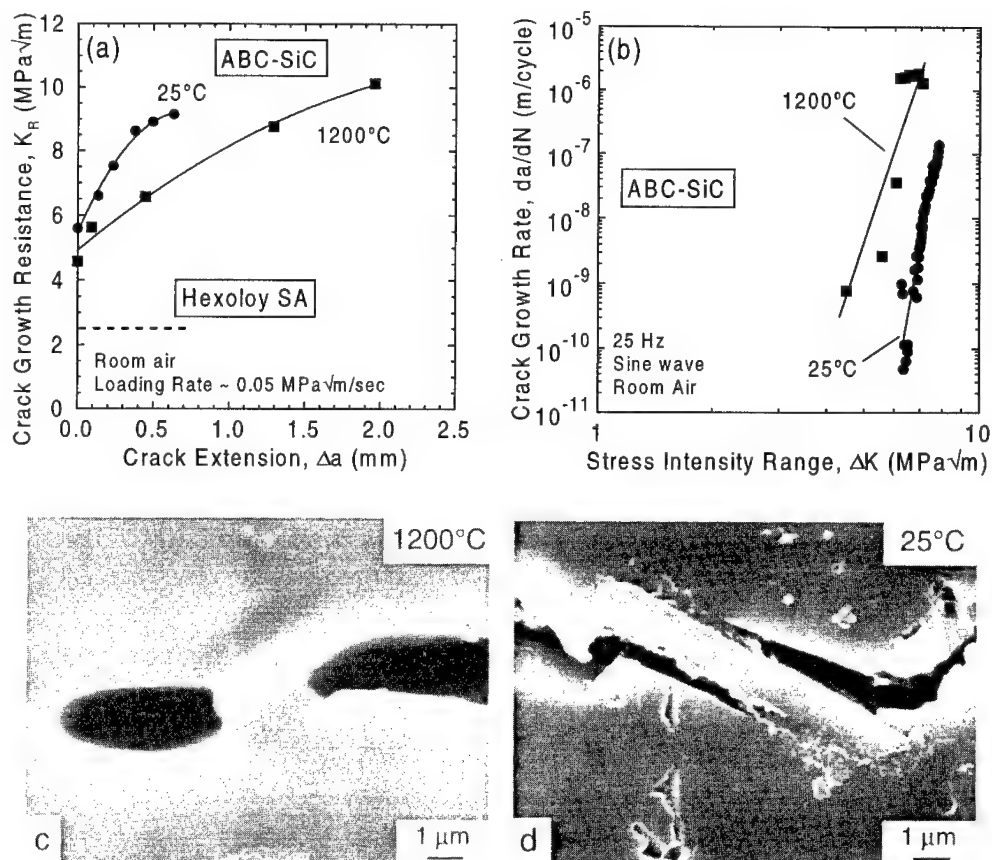 (a)
ABC-SiC
25°C
1200°C
Hexoloy SA
Room air
Loading Rate ~ 0.05 MPa√m/sec
Crack Growth Resistance, K_R (MPa√m)
12
10
8
6
4
2
0
0.0 0.5 1.0 1.5 2.0 2.5
Crack Extension, Δa (mm)
(b)
1200°C
ABC-SiC
25 Hz
Sine wave
Room Air
25°C
Crack Growth Rate, da/dN (m/cycle)
10⁻⁵
10⁻⁶
10⁻⁷
10⁻⁸
10⁻⁹
10⁻¹⁰
10⁻¹¹
1 10
Stress Intensity Range, ΔK (MPa√m)
1200°C
c
1 μm
25°C
d
1 μm